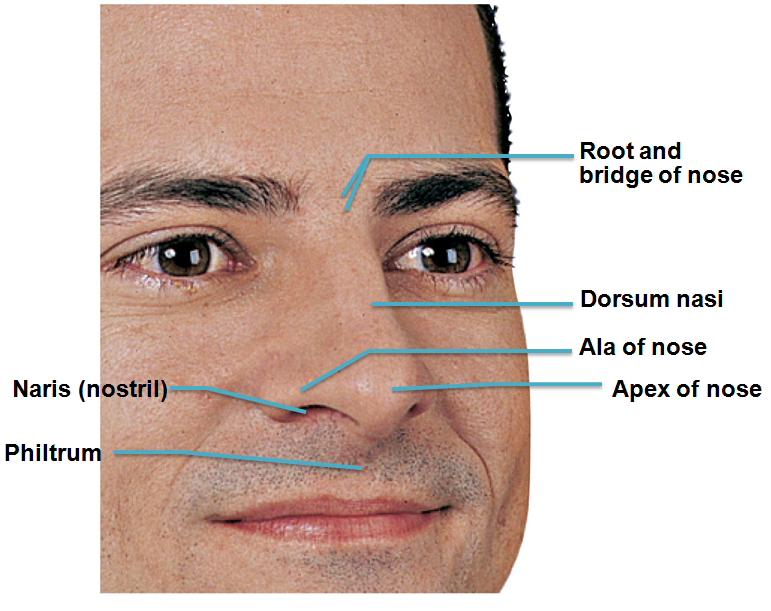 Root and
bridge of nose
Dorsum nasi
Ala of nose
Naris (nostril)
Apex of nose
Philtrum